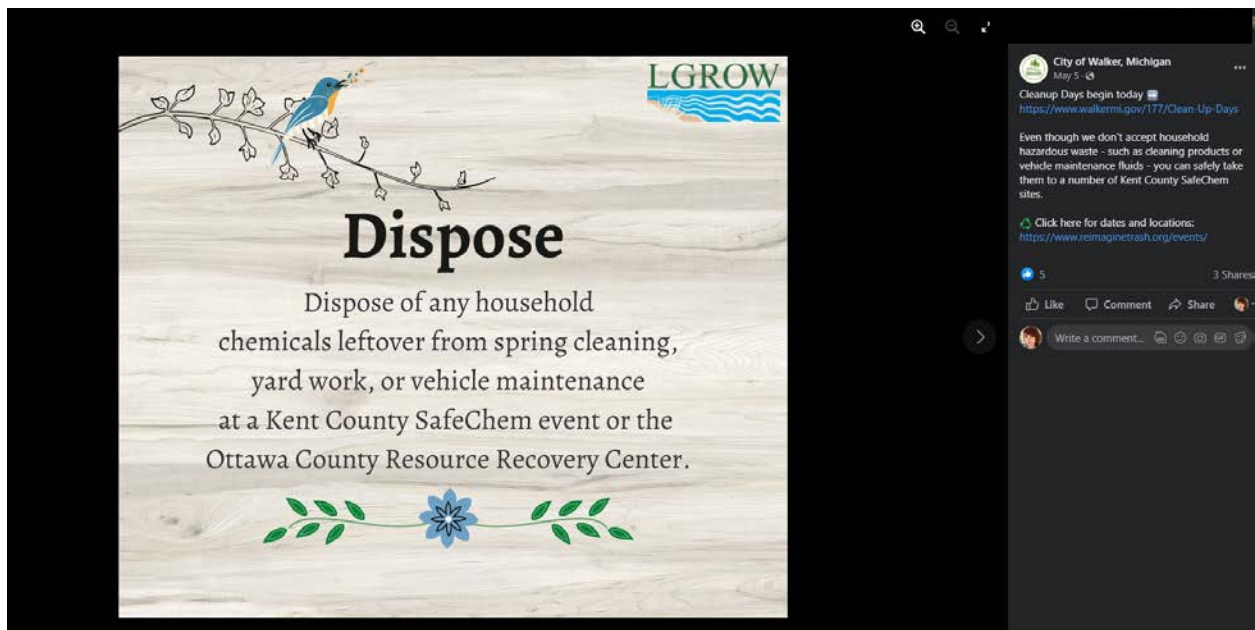 LGROW
Dispose
Dispose of any household
chemicals leftover from spring cleaning,
yard work, or vehicle maintenance
at a Kent County SafeChem event or the
Ottawa County Resource Recovery Center.
City of Walker, Michigan
May 5 ·
Cleanup Days begin today
https://www.walkermi.gov/177/Clean-Up-Days
Even though we don't accept household
hazardous waste - such as cleaning products or
vehicle maintenance fluids - you can safely take
them to a number of Kent County SafeChem
sites.
Click here for dates and locations:
https://www.reimaginetrash.org/events/
5
3 Shares
Like
Comment
Share
Write a comment...